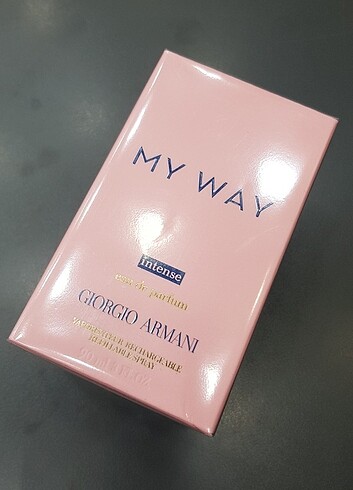 MY WAY
intense
eau de parfum
GIORGIO ARMANI
VAPORISATEUR RECHARGEABLE
REFILLABLE SPRAY